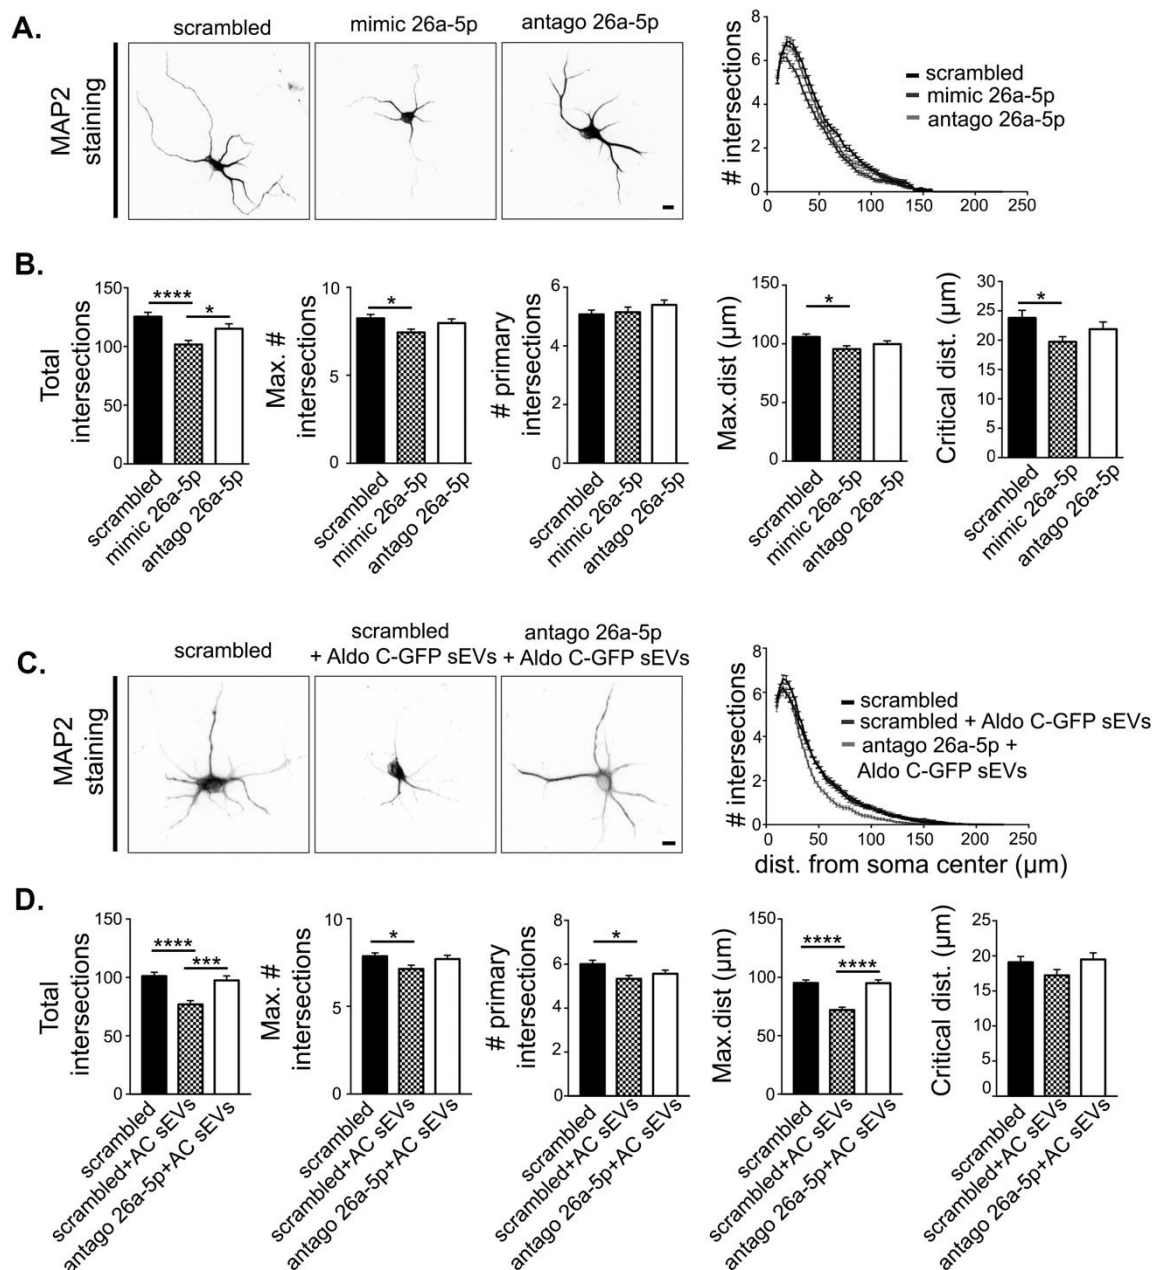 A.
scrambled
mimic 26a-5p
antago 26a-5p
MAP2
staining
# intersections
8
6
4
2
0
0 50 100 150 200 250
scrambled
mimic 26a-5p
antago 26a-5p
B.
Total
intersections
150
100
50
0
**** *
scrambled
mimic 26a-5p
antago 26a-5p
Max. #
intersections
10
5
0
*
scrambled
mimic 26a-5p
antago 26a-5p
# primary
intersections
6
4
2
0
scrambled
mimic 26a-5p
antago 26a-5p
Max.dist (µm)
150
100
50
0
*
scrambled
mimic 26a-5p
antago 26a-5p
Critical dist. (µm)
30
25
20
15
10
5
0
*
scrambled
mimic 26a-5p
antago 26a-5p
C.
scrambled
scrambled
+ Aldo C-GFP sEVs
antago 26a-5p
+ Aldo C-GFP sEVs
MAP2
staining
# intersections
8
6
4
2
0
0 50 100 150 200 250
dist. from soma center (µm)
scrambled
scrambled + Aldo C-GFP sEVs
antago 26a-5p +
Aldo C-GFP sEVs
D.
Total
intersections
150
100
50
0
**** ***
scrambled
scrambled+AC sEVs
antago 26a-5p+AC sEVs
Max. #
intersections
10
5
0
*
scrambled
scrambled+AC sEVs
antago 26a-5p+AC sEVs
# primary
intersections
8
6
4
2
0
*
scrambled
scrambled+AC sEVs
antago 26a-5p+AC sEVs
Max.dist (µm)
150
100
50
0
**** ****
scrambled
scrambled+AC sEVs
antago 26a-5p+AC sEVs
Critical dist. (µm)
25
20
15
10
5
0
scrambled
scrambled+AC sEVs
antago 26a-5p+AC sEVs